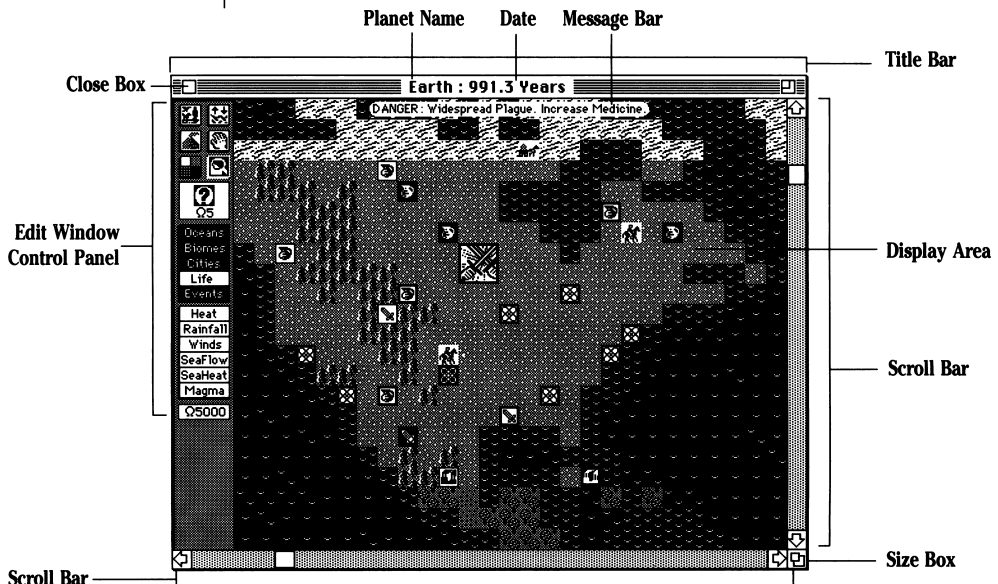 Planet Name
Date
Message Bar
Title Bar
Close Box
Earth : 991.3 Years
DANGER: Widespread Plague. Increase Medicine.
Ω5
Edit Window
Control Panel
Oceans
Biomes
Cities
Life
Events
Display Area
Heat
Rainfall
Winds
SeaFlow
SeaHeat
Magma
Scroll Bar
Ω5000
Size Box
Scroll Bar